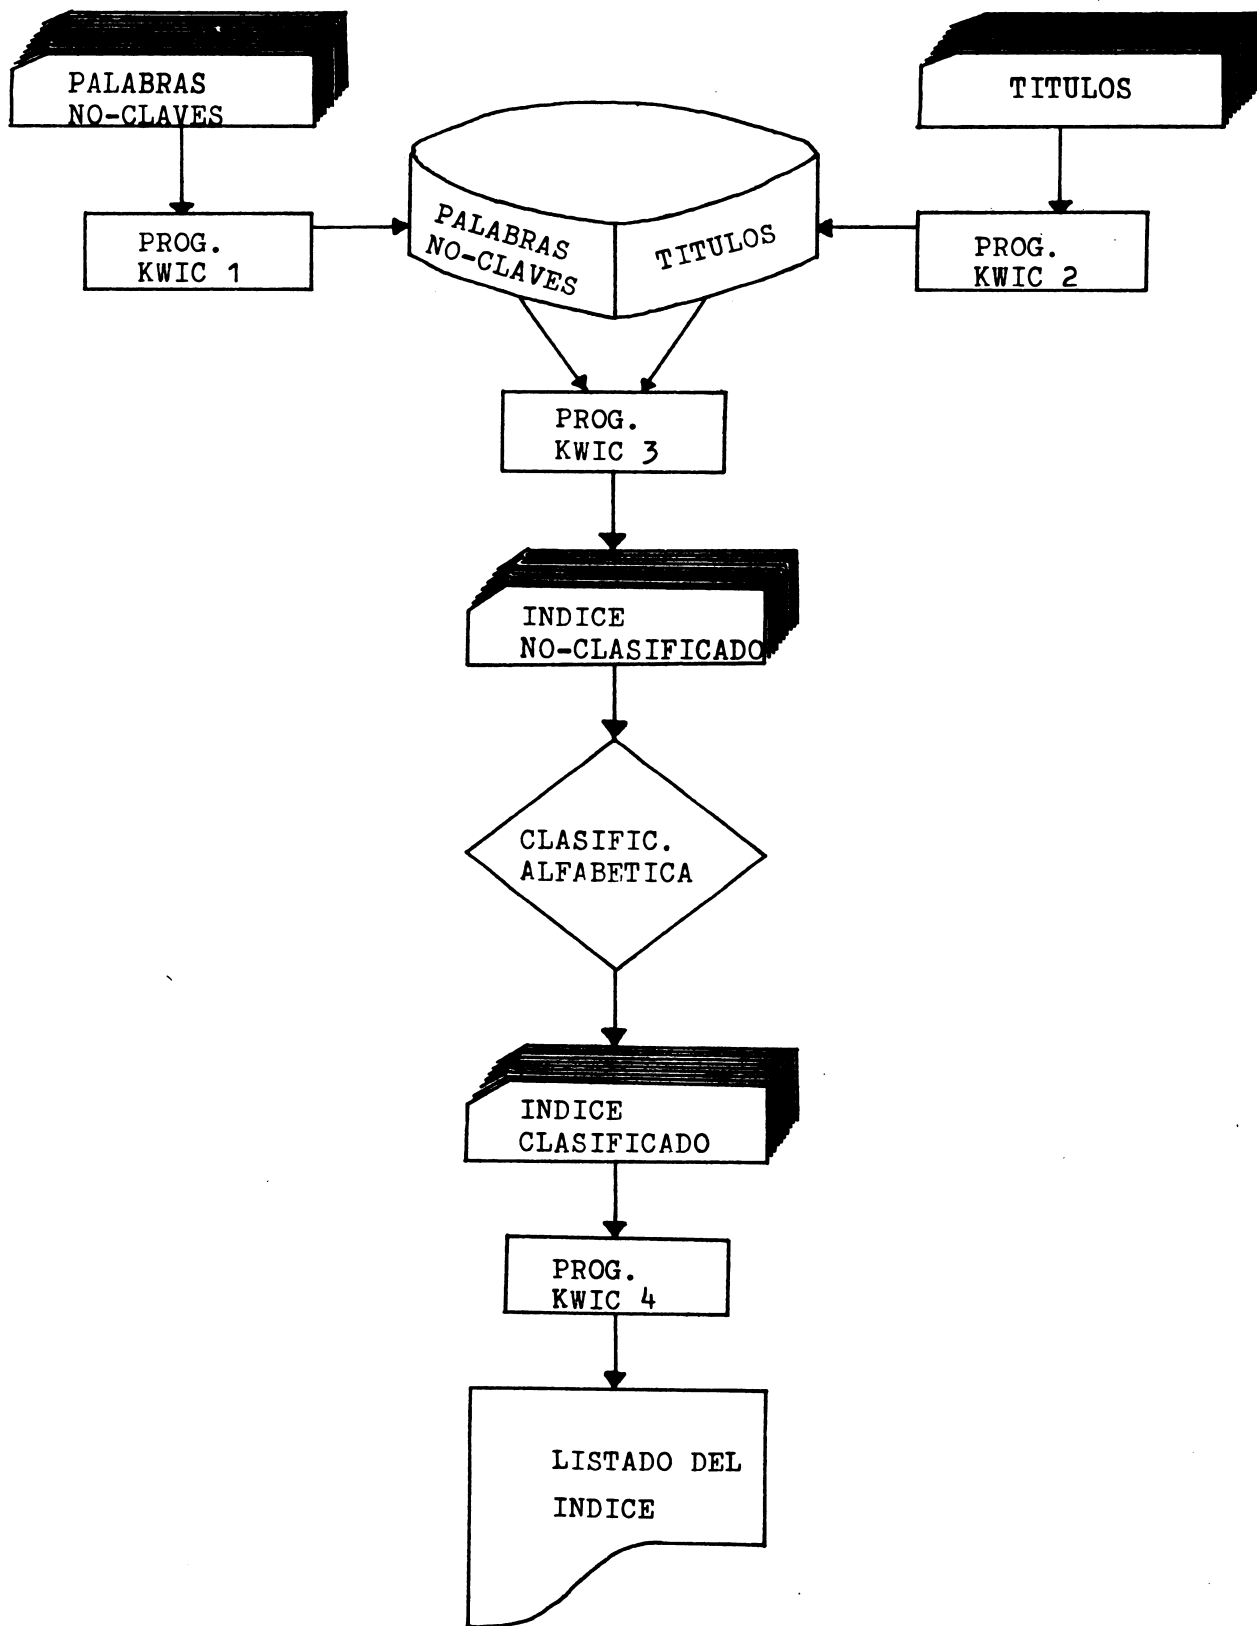 PALABRAS
NO-CLAVES
TITULOS
PROG.
KWIC 1
PALABRAS
NO-CLAVES
TITULOS
PROG.
KWIC 2
PROG.
KWIC 3
INDICE
NO-CLASIFICADO
CLASIFIC.
ALFABETICA
INDICE
CLASIFICADO
PROG.
KWIC 4
LISTADO DEL
INDICE